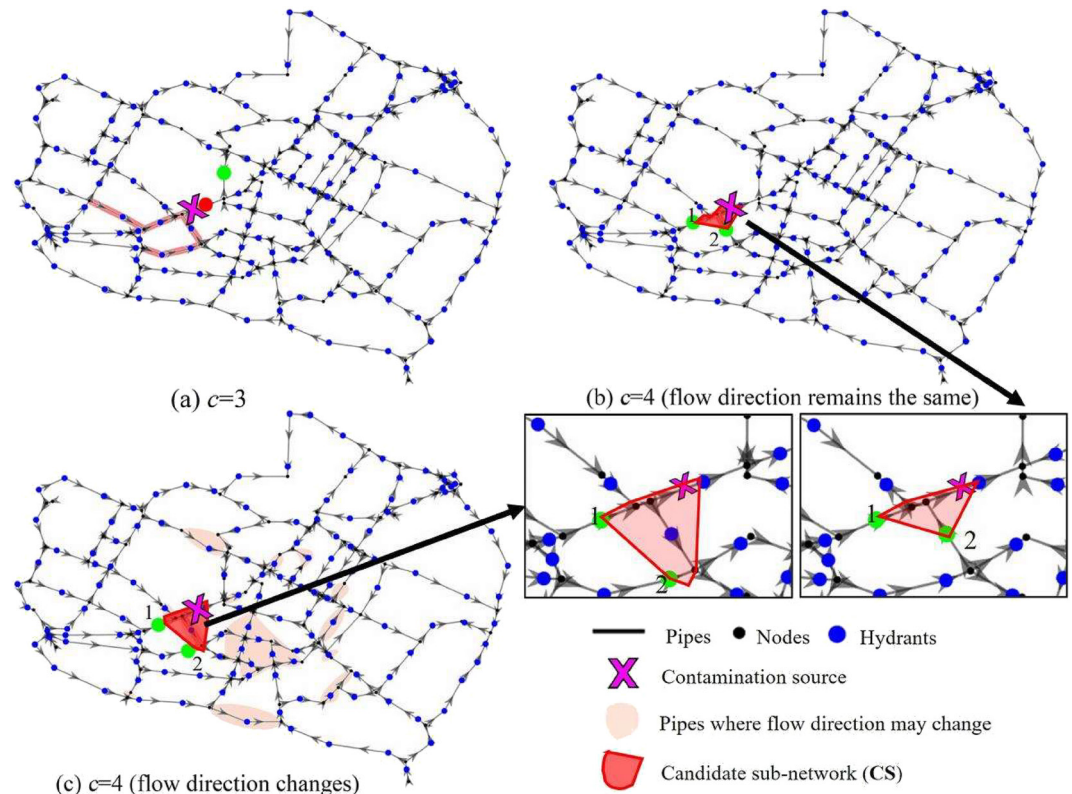 1
2
(a) c=3
(b) c=4 (flow direction remains the same)
1
2
1
2
1
2
Pipes
Nodes
Hydrants
Contamination source
Pipes where flow direction may change
Candidate sub-network (CS)
(c) c=4 (flow direction changes)